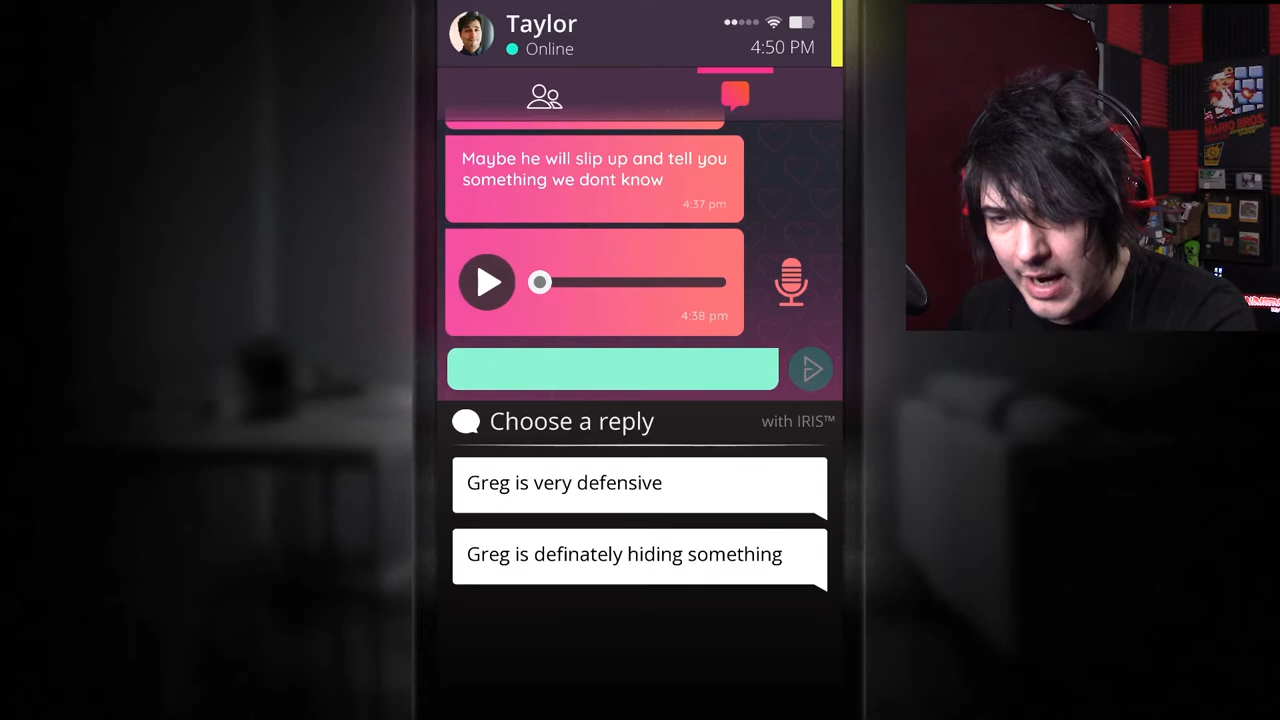 Taylor
Online
4:50 PM
Maybe he will slip up and tell you
something we dont know
4:37 pm
4:38 pm
Choose a reply
with IRIS™
Greg is very defensive
Greg is definately hiding something
MARIO BROS.